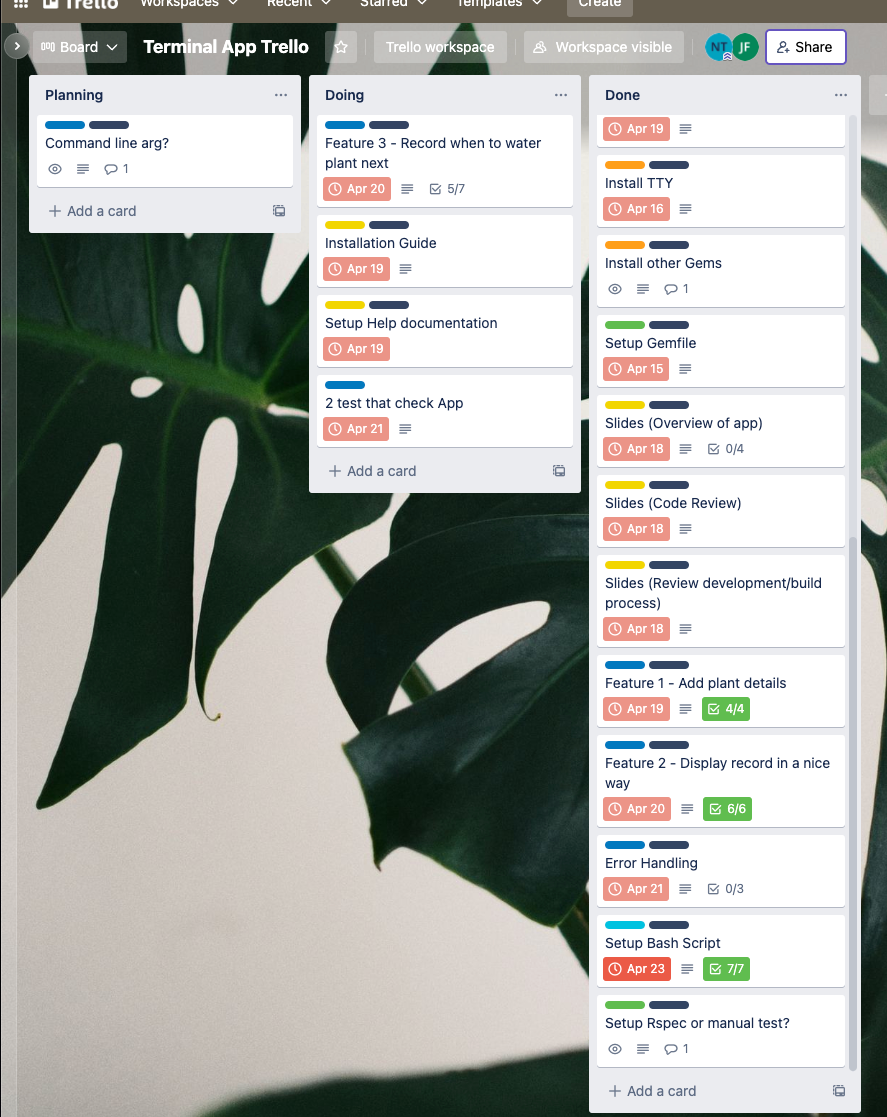 Trello
Workspaces
Recent
Starred
Templates
Create
Board
Terminal App Trello
Trello workspace
Workspace visible
NT
JF
Share
Planning
Command line arg?
1
Add a card
Doing
Feature 3 - Record when to water
plant next
Apr 20
5/7
Installation Guide
Apr 19
Setup Help documentation
Apr 19
2 test that check App
Apr 21
Add a card
Done
Apr 19
Install TTY
Apr 16
Install other Gems
1
Setup Gemfile
Apr 15
Slides (Overview of app)
Apr 18
0/4
Slides (Code Review)
Apr 18
Slides (Review development/build
process)
Apr 18
Feature 1 - Add plant details
Apr 19
4/4
Feature 2 - Display record in a nice
way
Apr 20
6/6
Error Handling
Apr 21
0/3
Setup Bash Script
Apr 23
7/7
Setup Rspec or manual test?
1
Add a card